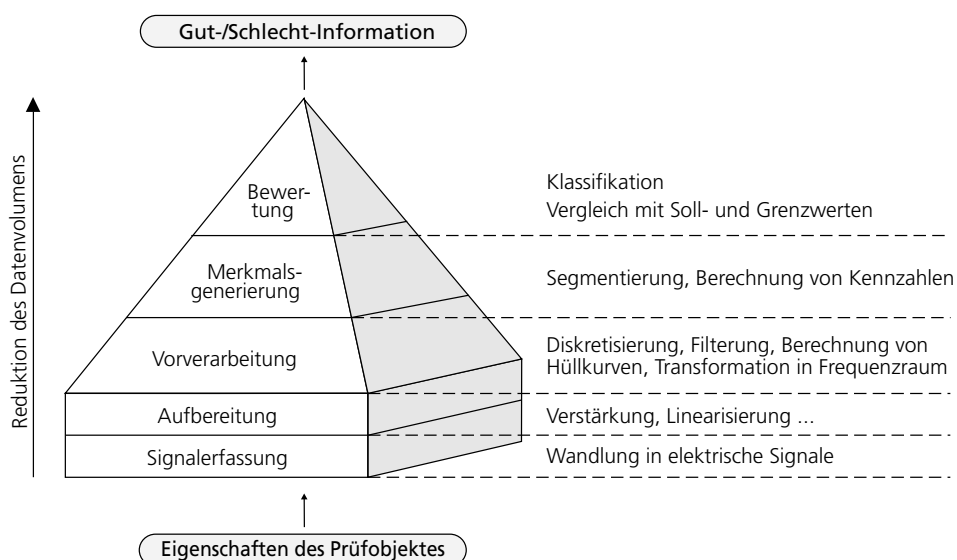 Gut-/Schlecht-Information
Reduktion des Datenvolumens
Bewer-
tung
Klassifikation
Vergleich mit Soll- und Grenzwerten
Merkmals-
generierung
Segmentierung, Berechnung von Kennzahlen
Vorverarbeitung
Diskretisierung, Filterung, Berechnung von
Hüllkurven, Transformation in Frequenzraum
Aufbereitung
Verstärkung, Linearisierung ...
Signalerfassung
Wandlung in elektrische Signale
Eigenschaften des Prüfobjektes